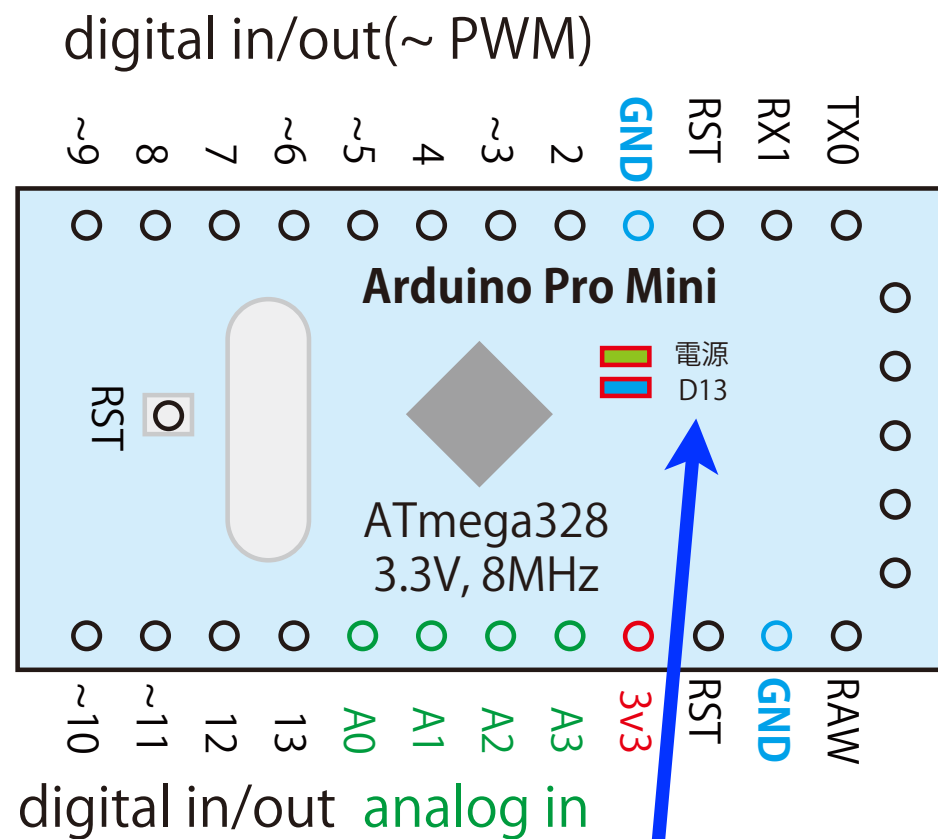 digital in/out(~ PWM)
~9 8 7 ~6 ~5 4 ~3 2 GND RST RX1 TX0
Arduino Pro Mini
電源
D13
RST
ATmega328
3.3V, 8MHz
~10 ~11 12 13 A0 A1 A2 A3 3v3 RST GND RAW
digital in/out analog in